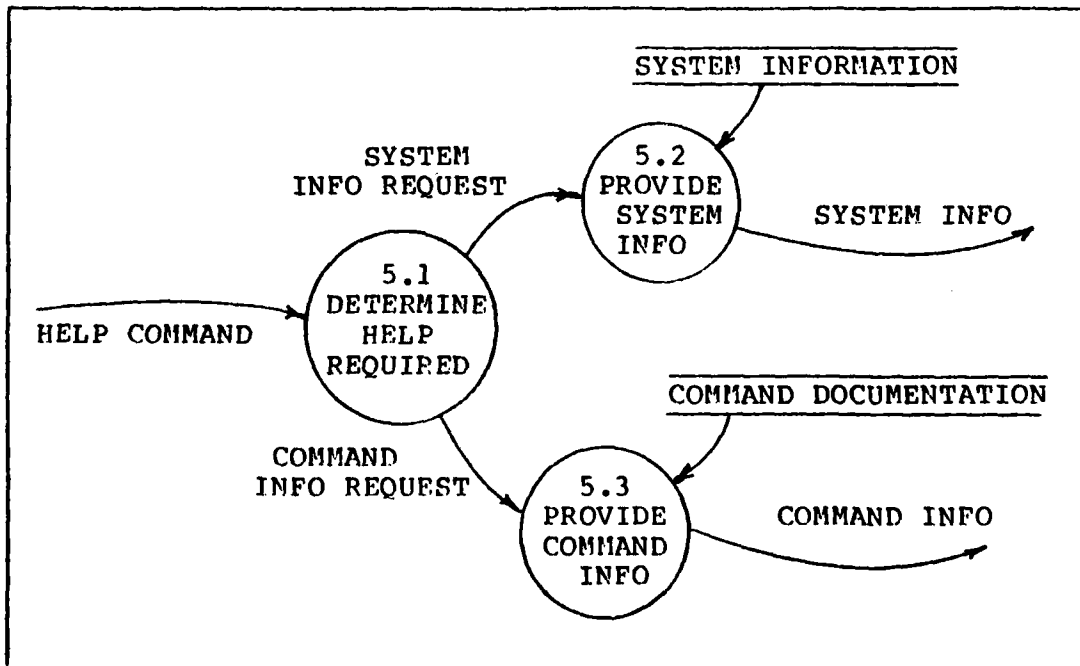 SYSTEM INFORMATION
SYSTEM
INFO REQUEST
5.2
PROVIDE
SYSTEM
INFO
SYSTEM INFO
5.1
DETERMINE
HELP
REQUIRED
HELP COMMAND
COMMAND DOCUMENTATION
COMMAND
INFO REQUEST
5.3
PROVIDE
COMMAND
INFO
COMMAND INFO